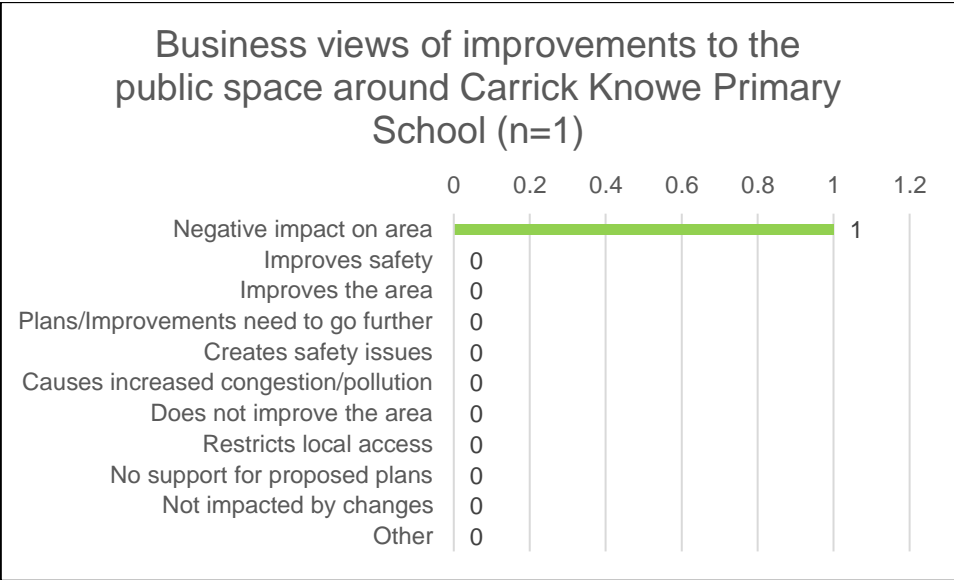 Business views of improvements to the
public space around Carrick Knowe Primary
School (n=1)
0 0.2 0.4 0.6 0.8 1 1.2
Negative impact on area 1
Improves safety 0
Improves the area 0
Plans/Improvements need to go further 0
Creates safety issues 0
Causes increased congestion/pollution 0
Does not improve the area 0
Restricts local access 0
No support for proposed plans 0
Not impacted by changes 0
Other 0